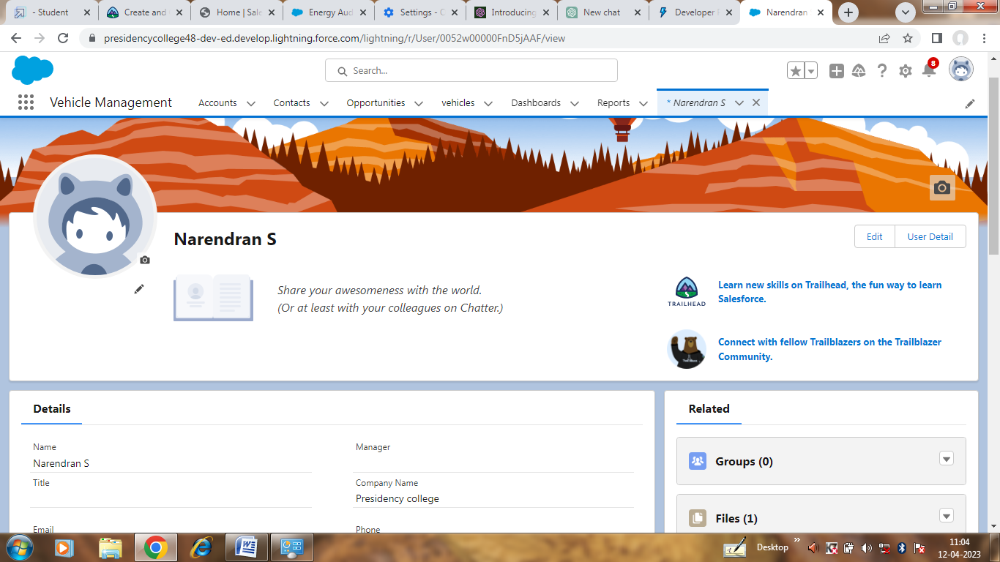 - Student
Create and
Home | Sale
Energy Aud
Settings - C
Introducing
New chat
Developer
Narendran
presidencycollege48-dev-ed.develop.lightning.force.com/lightning/r/User/0052w00000FnD5jAAF/view
Search...
8
Vehicle Management
Accounts
Contacts
Opportunities
vehicles
Dashboards
Reports
* Narendran S
Narendran S
Edit
User Detail
Share your awesomeness with the world.
(Or at least with your colleagues on Chatter.)
TRAILHEAD
Learn new skills on Trailhead, the fun way to learn
Salesforce.
Connect with fellow Trailblazers on the Trailblazer
Community.
Details
Name
Narendran S
Manager
Title
Company Name
Presidency college
Email
Phone
Related
Groups (0)
Files (1)
Desktop
11:04
12-04-2023